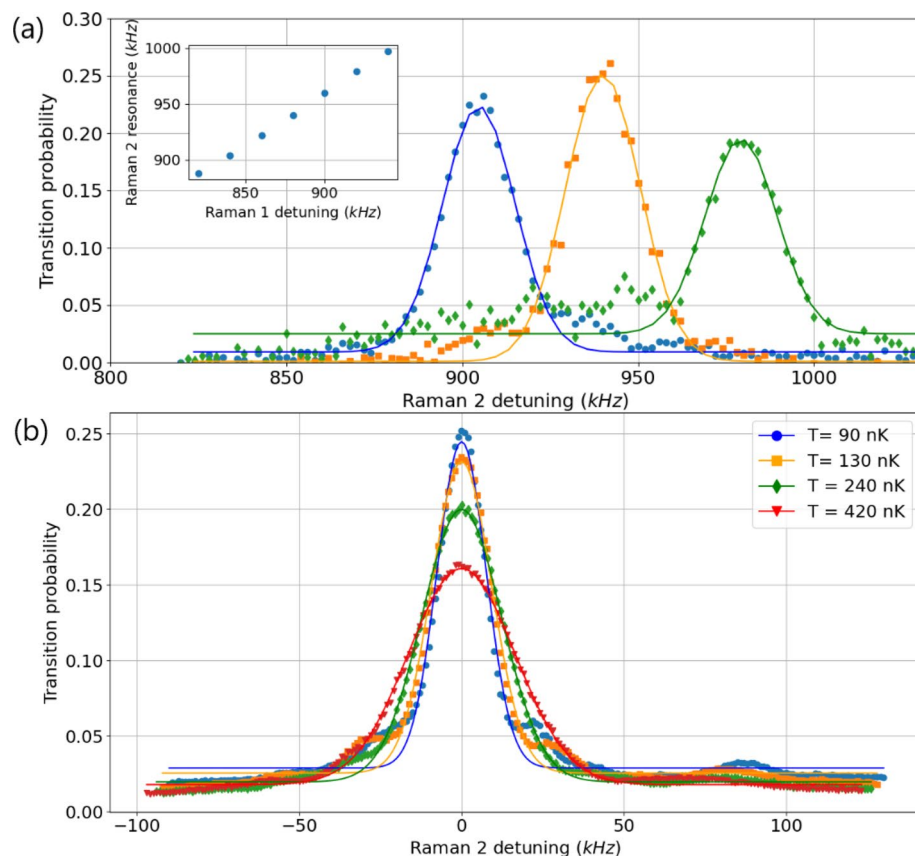 (a)
0.30
0.25
0.20
0.15
0.10
0.05
0.00
Transition probability
1000
950
900
Raman 2 resonance (kHz)
850
900
Raman 1 detuning (kHz)
800
850
900
950
1000
Raman 2 detuning (kHz)
(b)
0.25
0.20
0.15
0.10
0.05
0.00
Transition probability
T= 90 nK
T= 130 nK
T = 240 nK
T = 420 nK
−100
−50
0
50
100
Raman 2 detuning (kHz)